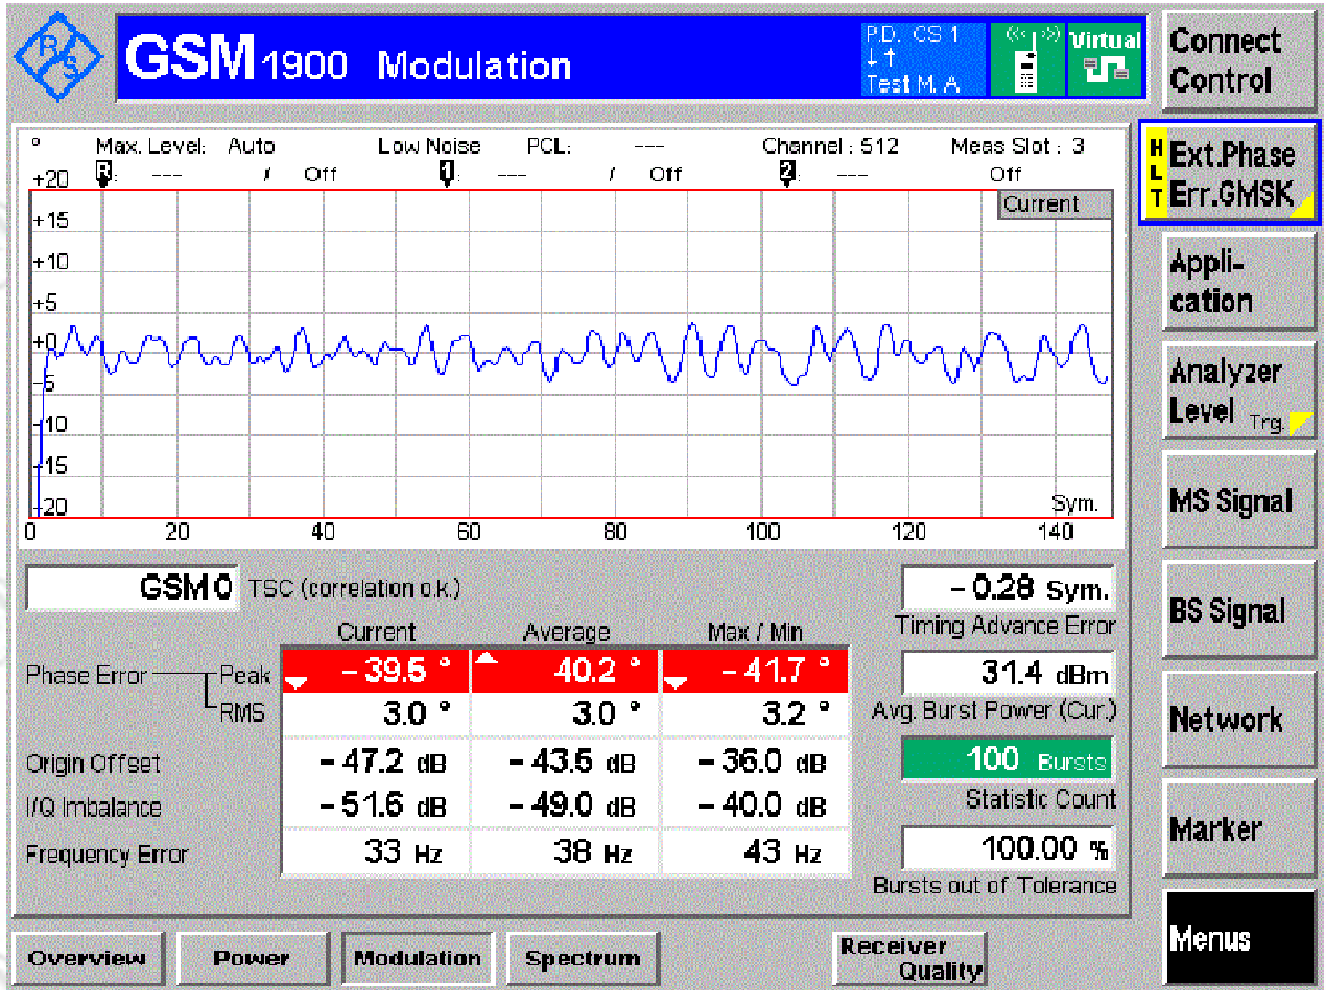 R/S
GSM 1900 Modulation
P.D. CS 1
↓↑
Test M. A.
Virtual
Connect
Control
° Max. Level: Auto Low Noise PCL: --- Channel : 512 Meas Slot : 3
R : --- / Off 1 : --- / Off 2 : --- Off
+20
Current
+15
+10
+5
+0
-5
-10
-15
-20
Sym.
0 20 40 60 80 100 120 140
HLT
Ext.Phase
Err.GMSK
Appli-
cation
Analyzer
Level Trg.
MS Signal
BS Signal
Network
Marker
Menus
GSM 0 TSC (correlation o.k.)
– 0.28 Sym.
Timing Advance Error
Current Average Max / Min
Phase Error Peak – 39.5 ° 40.2 ° – 41.7 °
31.4 dBm
RMS 3.0 ° 3.0 ° 3.2 °
Avg. Burst Power (Cur.)
Origin Offset – 47.2 dB – 43.5 dB – 36.0 dB
100 Bursts
I/Q Imbalance – 51.6 dB – 49.0 dB – 40.0 dB
Statistic Count
Frequency Error 33 Hz 38 Hz 43 Hz
100.00 %
Bursts out of Tolerance
Overview Power Modulation Spectrum
Receiver
Quality